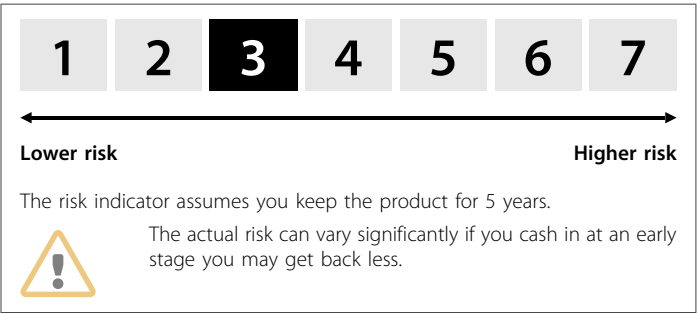 1 2 3 4 5 6 7
Lower risk Higher risk
The risk indicator assumes you keep the product for 5 years.
The actual risk can vary significantly if you cash in at an early
stage you may get back less.